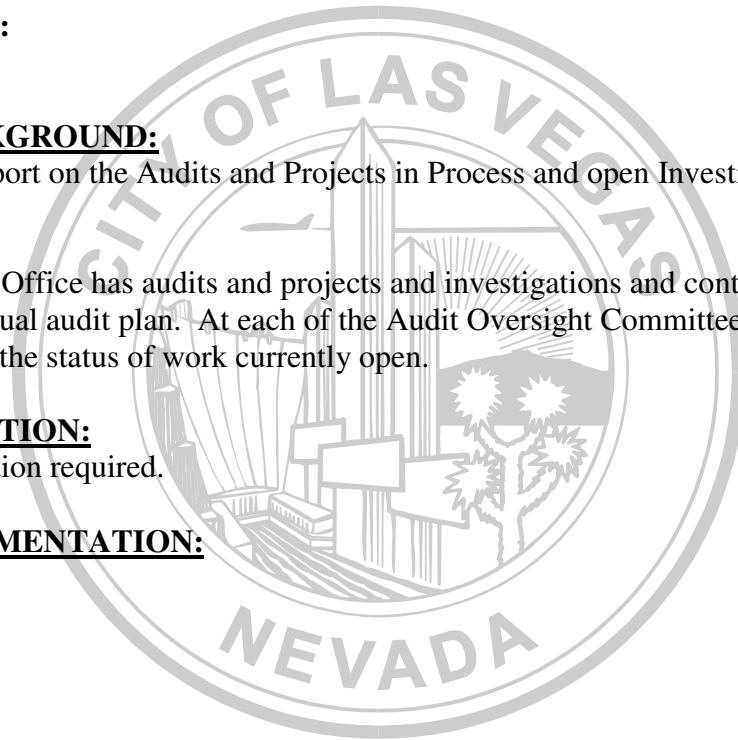 :
KGROUND:
port on the Audits and Projects in Process and open Investi
Office has audits and projects and investigations and cont
ual audit plan. At each of the Audit Oversight Committee
the status of work currently open.
TION:
tion required.
MENTATION:
CITY OF LAS VEGAS
NEVADA